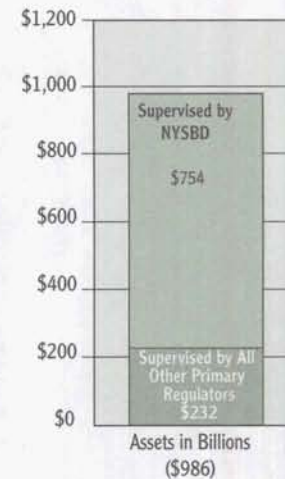 $1,200
$1,000
$800
$600
$400
$200
$0
Supervised by
NYSBD
$754
Supervised by All
Other Primary
Regulators
$232
Assets in Billions
($986)